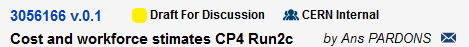 3056166 v.0.1 Draft For Discussion CERN Internal
Cost and workforce stimates CP4 Run2c by Ans PARDONS